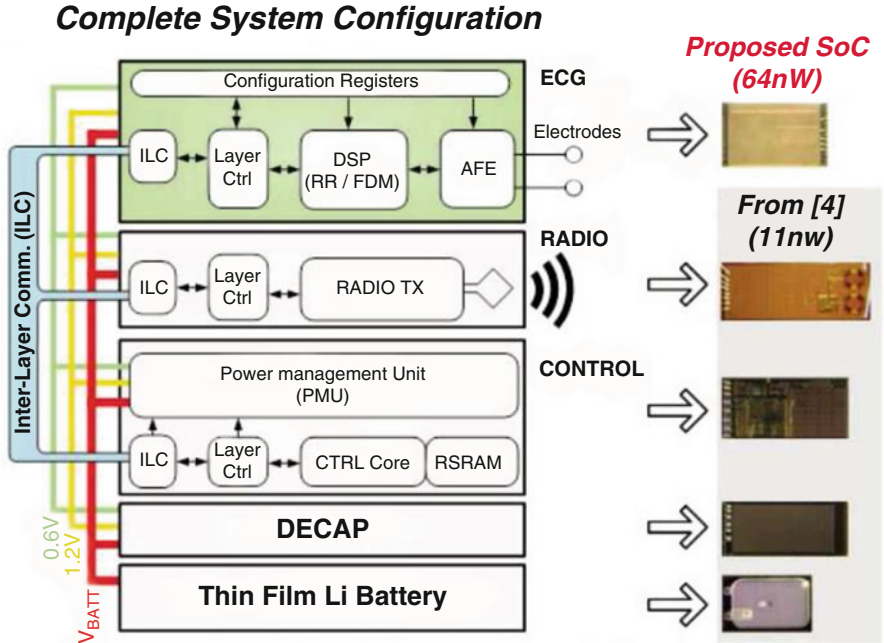 Complete System Configuration
Proposed SoC
(64nW)
ECG
Configuration Registers
Electrodes
ILC
Layer
Ctrl
DSP
(RR / FDM)
AFE
From [4]
(11nw)
RADIO
ILC
Layer
Ctrl
RADIO TX
Inter-Layer Comm. (ILC)
CONTROL
Power management Unit
(PMU)
ILC
Layer
Ctrl
CTRL Core
RSRAM
DECAP
0.6V
1.2V
Thin Film Li Battery
VBATT